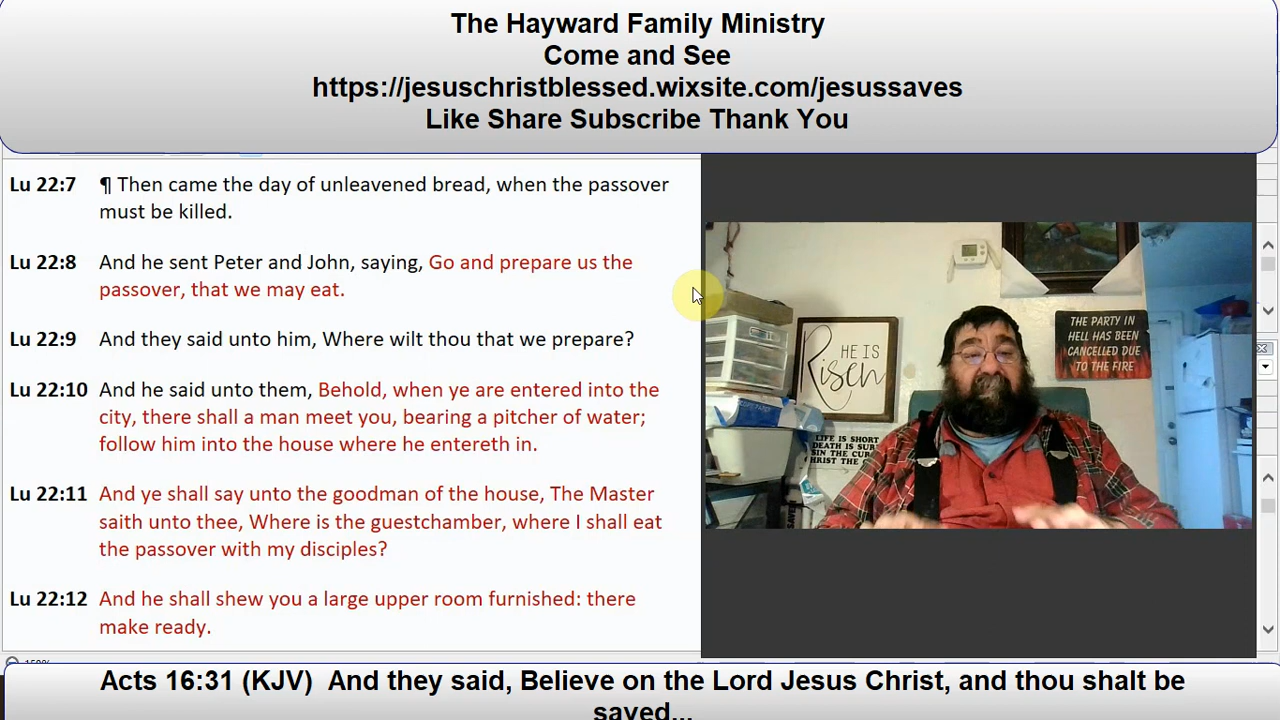 The Hayward Family Ministry
Come and See
https://jesuschristblessed.wixsite.com/jesussaves
Like Share Subscribe Thank You
Lu 22:7 ¶ Then came the day of unleavened bread, when the passover
must be killed.
Lu 22:8 And he sent Peter and John, saying, Go and prepare us the
passover, that we may eat.
Lu 22:9 And they said unto him, Where wilt thou that we prepare?
Lu 22:10 And he said unto them, Behold, when ye are entered into the
city, there shall a man meet you, bearing a pitcher of water;
follow him into the house where he entereth in.
Lu 22:11 And ye shall say unto the goodman of the house, The Master
saith unto thee, Where is the guestchamber, where I shall eat
the passover with my disciples?
Lu 22:12 And he shall shew you a large upper room furnished: there
make ready.
HE IS
Risen
THE PARTY IN
HELL HAS BEEN
CANCELLED DUE
TO THE FIRE
LIFE IS SHORT
DEATH IS SUR
SIN THE CUR
CHRIST THE C
Acts 16:31 (KJV) And they said, Believe on the Lord Jesus Christ, and thou shalt be
saved...